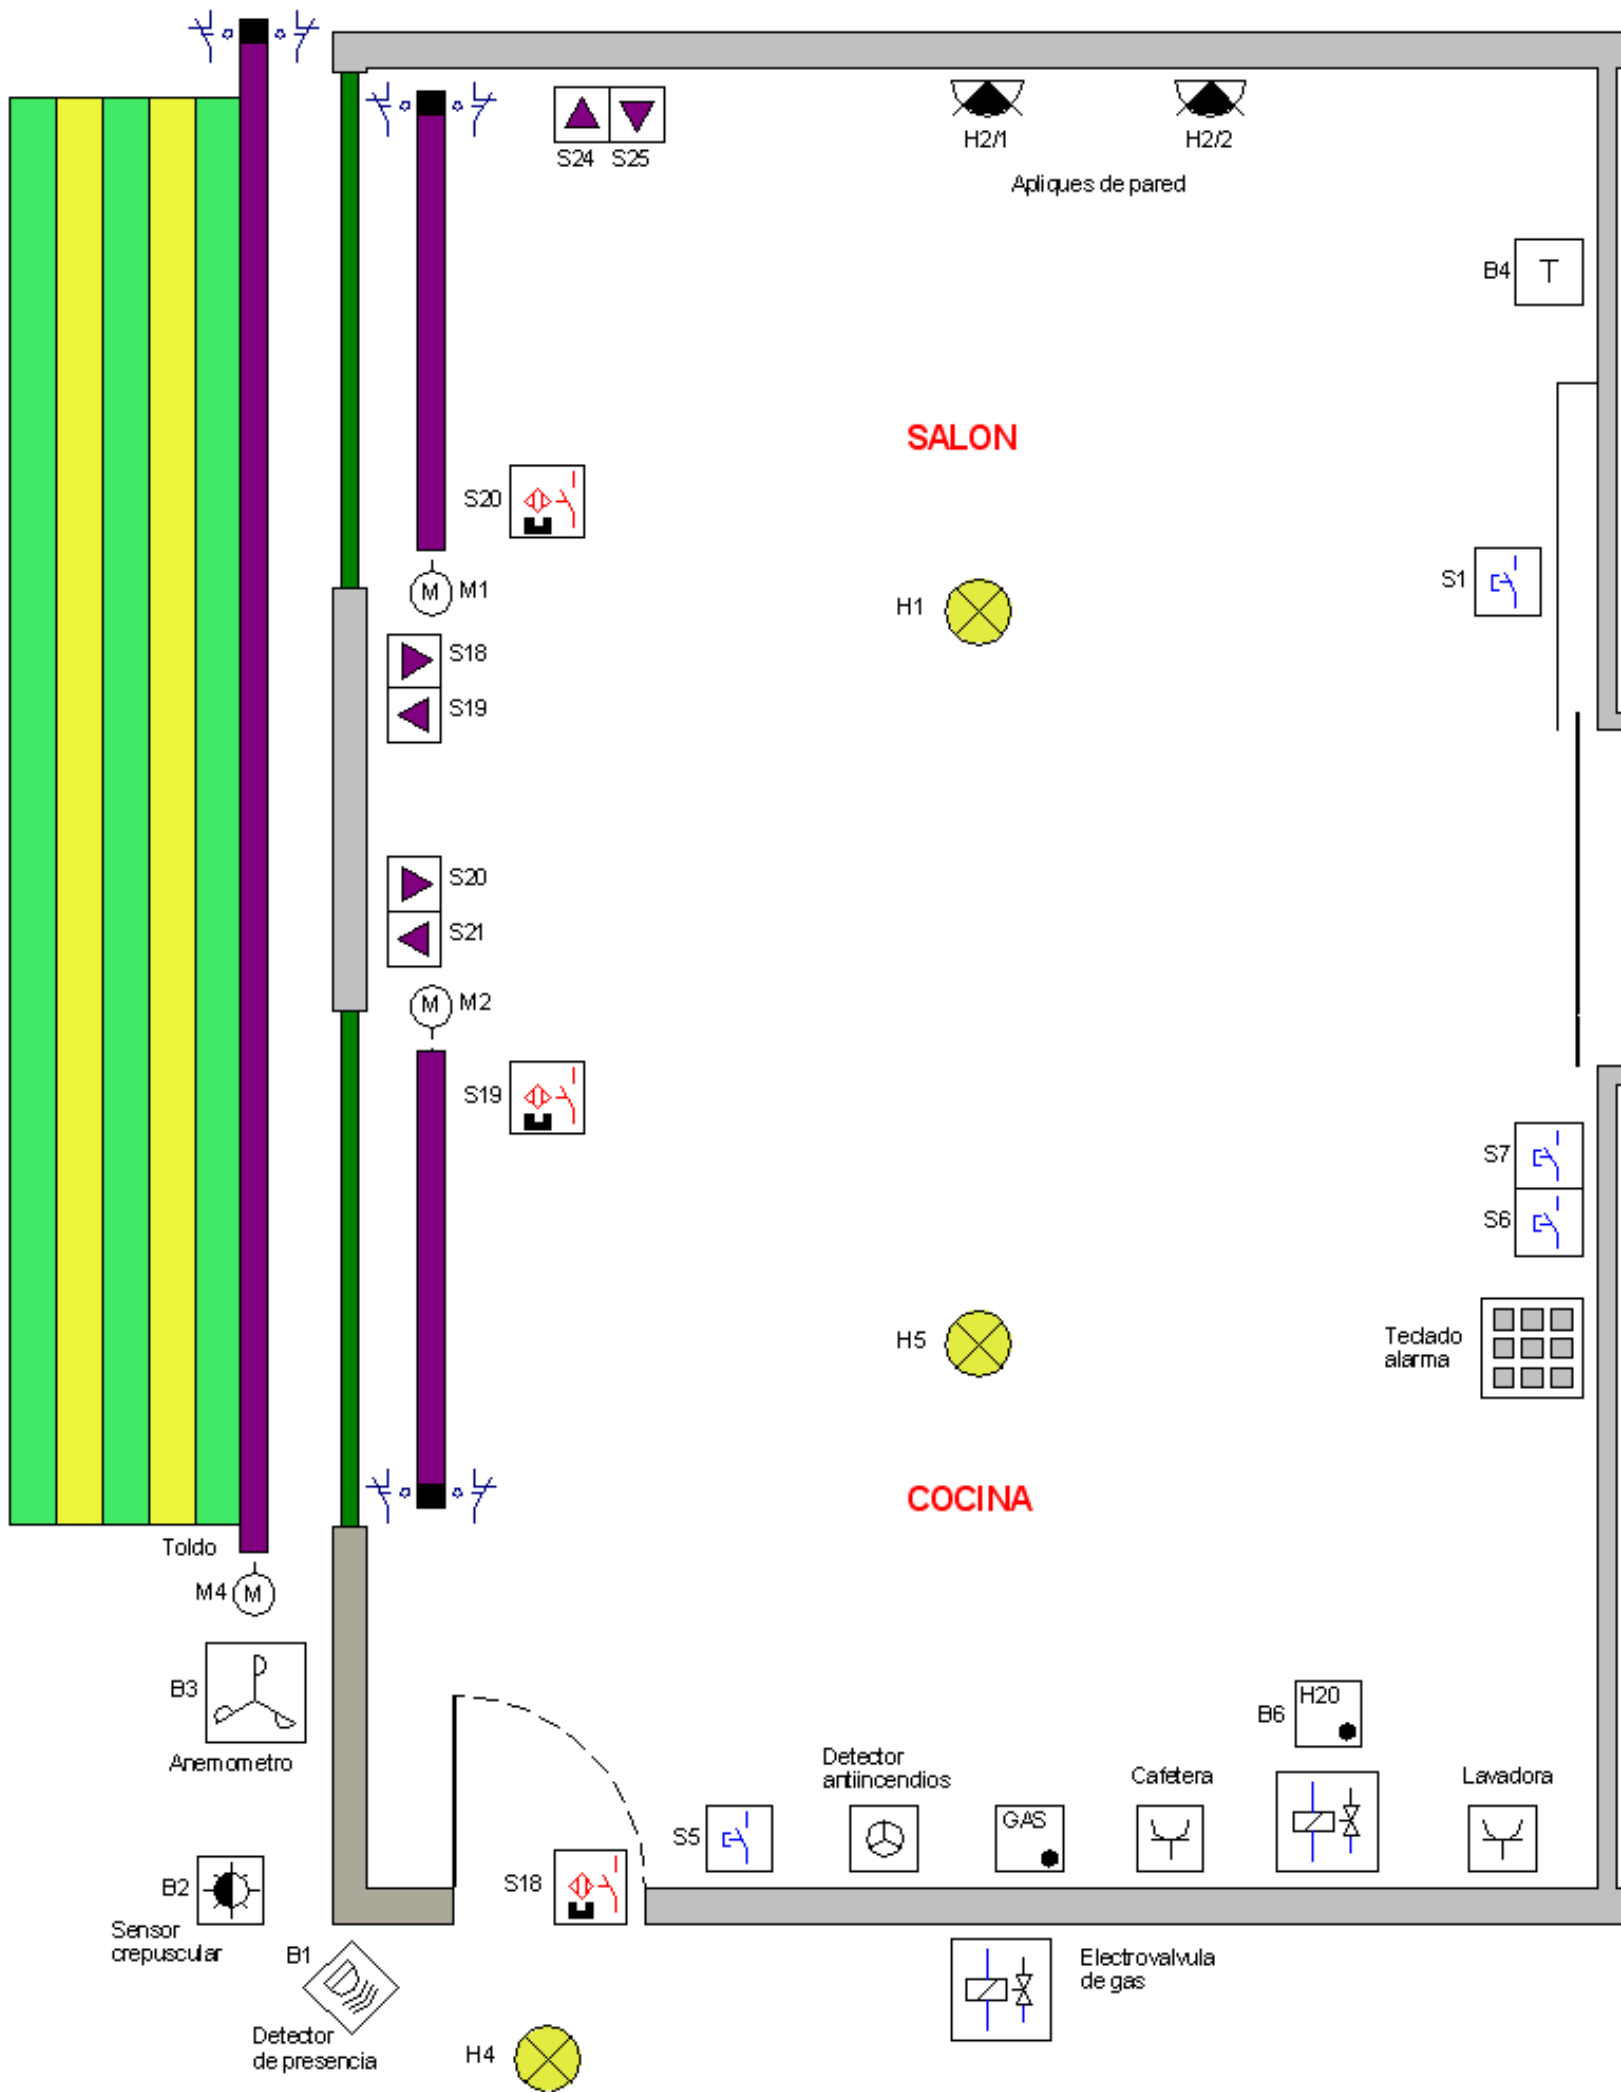 S24 S25
H2/1
H2/2
Apliques de pared
B4
T
SALON
S20
M
M1
S1
H1
S18
S19
S20
S21
M
M2
S19
S7
S6
H5
Teclado
alarma
COCINA
Toldo
M4
M
B3
Anemometro
B6
H20
Detector
antiincendios
Cafetera
Lavadora
S5
GAS
B2
S18
Sensor
crepuscular
B1
Electrovalvula
de gas
Detector
de presencia
H4